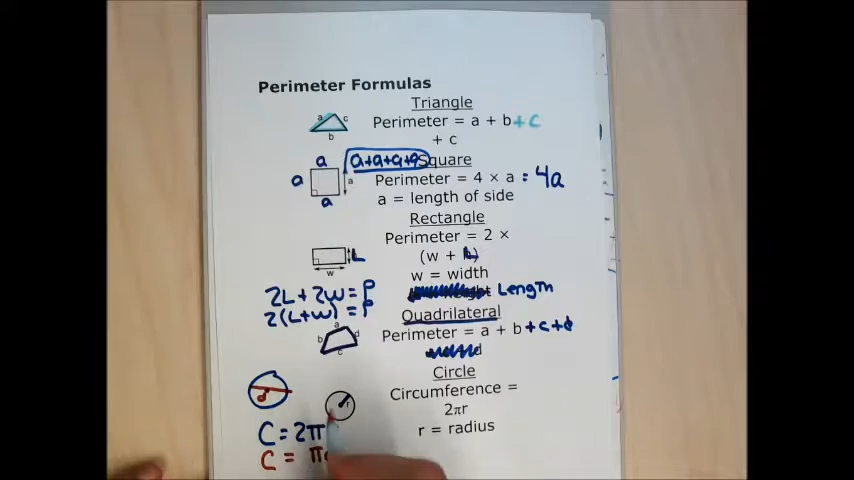 Perimeter Formulas
Triangle
a c
b
Perimeter = a + b + c
+ c
a a+a+a+a Square
a a Perimeter = 4 × a = 4a
a
a = length of side
Rectangle
Perimeter = 2 ×
L (w + L)
w w = width
2L + 2W = P Length
2(L+W) = P
Quadrilateral
a
b d Perimeter = a + b + c + d
c d
Circle
d Circumference =
r 2πr
C = 2π r = radius
C = π